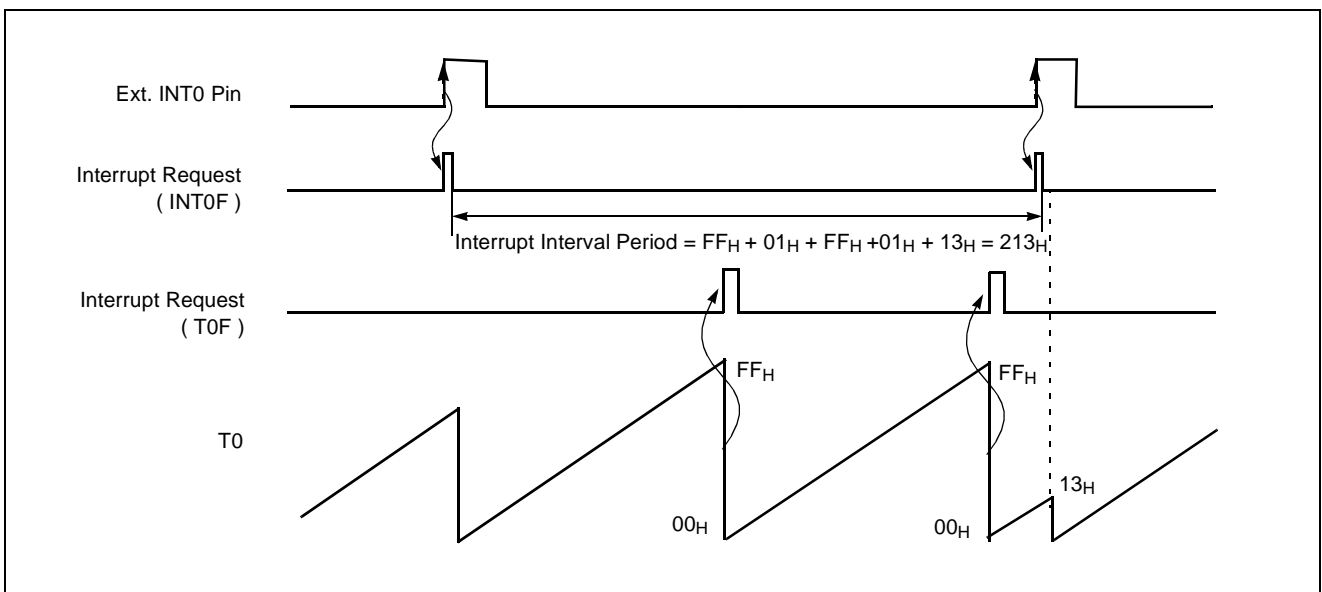 Ext. INT0 Pin
Interrupt Request
( INT0F )
Interrupt Interval Period = FFH + 01H + FFH +01H + 13H = 213H
Interrupt Request
( T0F )
FFH
FFH
T0
13H
00H
00H